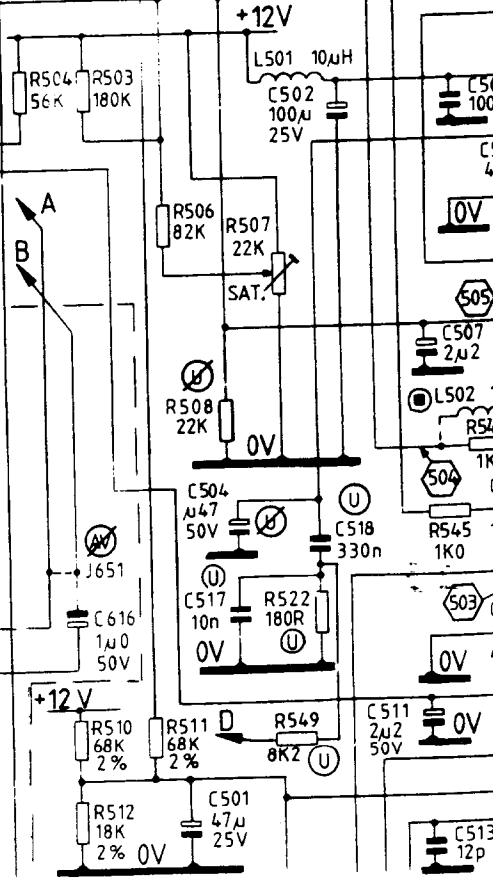 +12V
L501 10µH
R504
56K
R503
180K
C502
100µ
25V
100
0V
A
B
R506
82K
R507
22K
SAT.
505
C507
2µ2
U
R508
22K
0V
L502
1K
504
C504
µ47
50V
U
U
C518
330n
R545
1K0
AV
J651
U
C517
10n
R522
180R
U
503
C616
1µ0
50V
0V
0V
+12V
R510
68K
2%
R511
68K
2%
D
R549
8K2
U
C511
2µ2
50V
0V
R512
18K
2%
C501
47µ
25V
0V
C513
12p